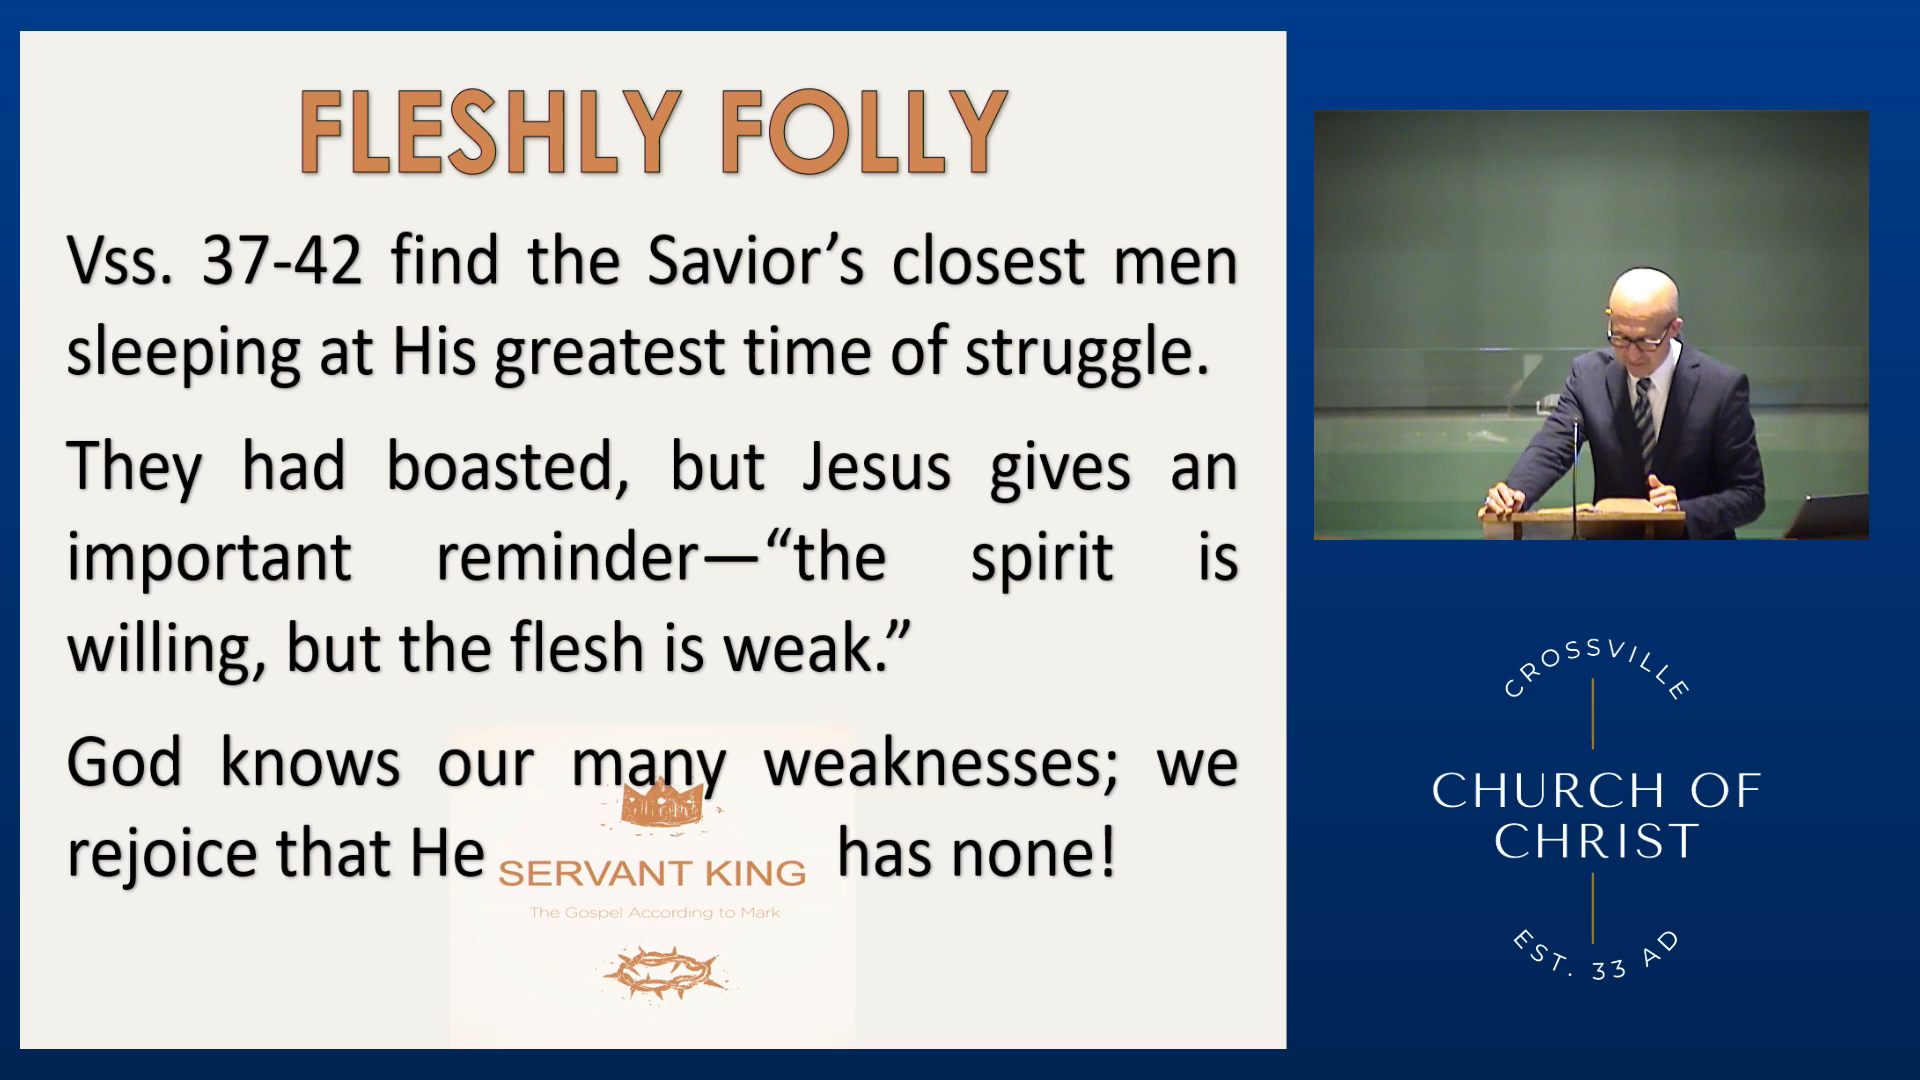 FLESHLY FOLLY
Vss. 37-42 find the Savior’s closest men
sleeping at His greatest time of struggle.
They had boasted, but Jesus gives an
important reminder—“the spirit is
willing, but the flesh is weak.”
God knows our many weaknesses; we
rejoice that He has none!
SERVANT KING
The Gospel According to Mark
CROSSVILLE
CHURCH OF
CHRIST
EST. 33 AD